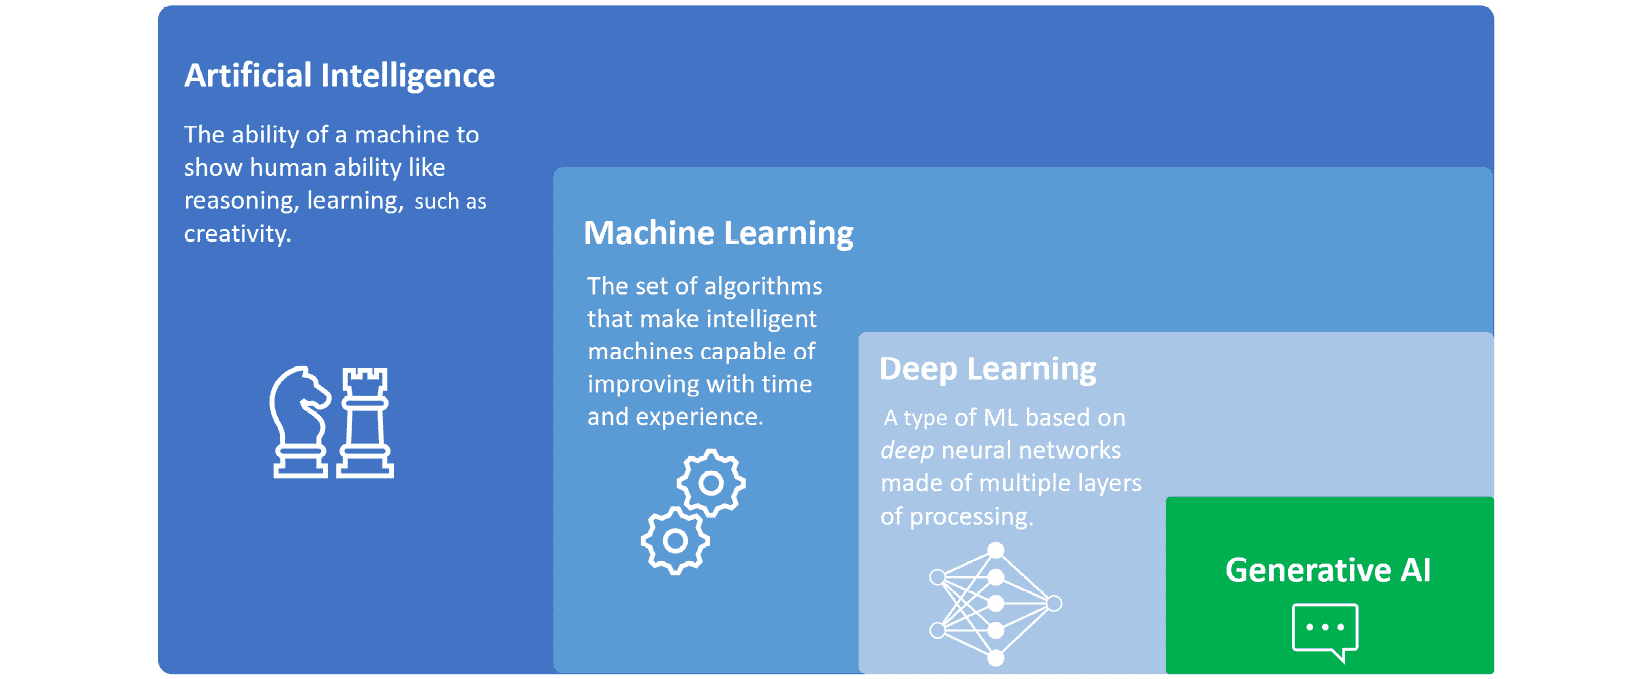 Artificial Intelligence
The ability of a machine to
show human ability like
reasoning, learning, such as
creativity.
Machine Learning
The set of algorithms
that make intelligent
machines capable of
improving with time
and experience.
Deep Learning
A type of ML based on
deep neural networks
made of multiple layers
of processing.
Generative AI